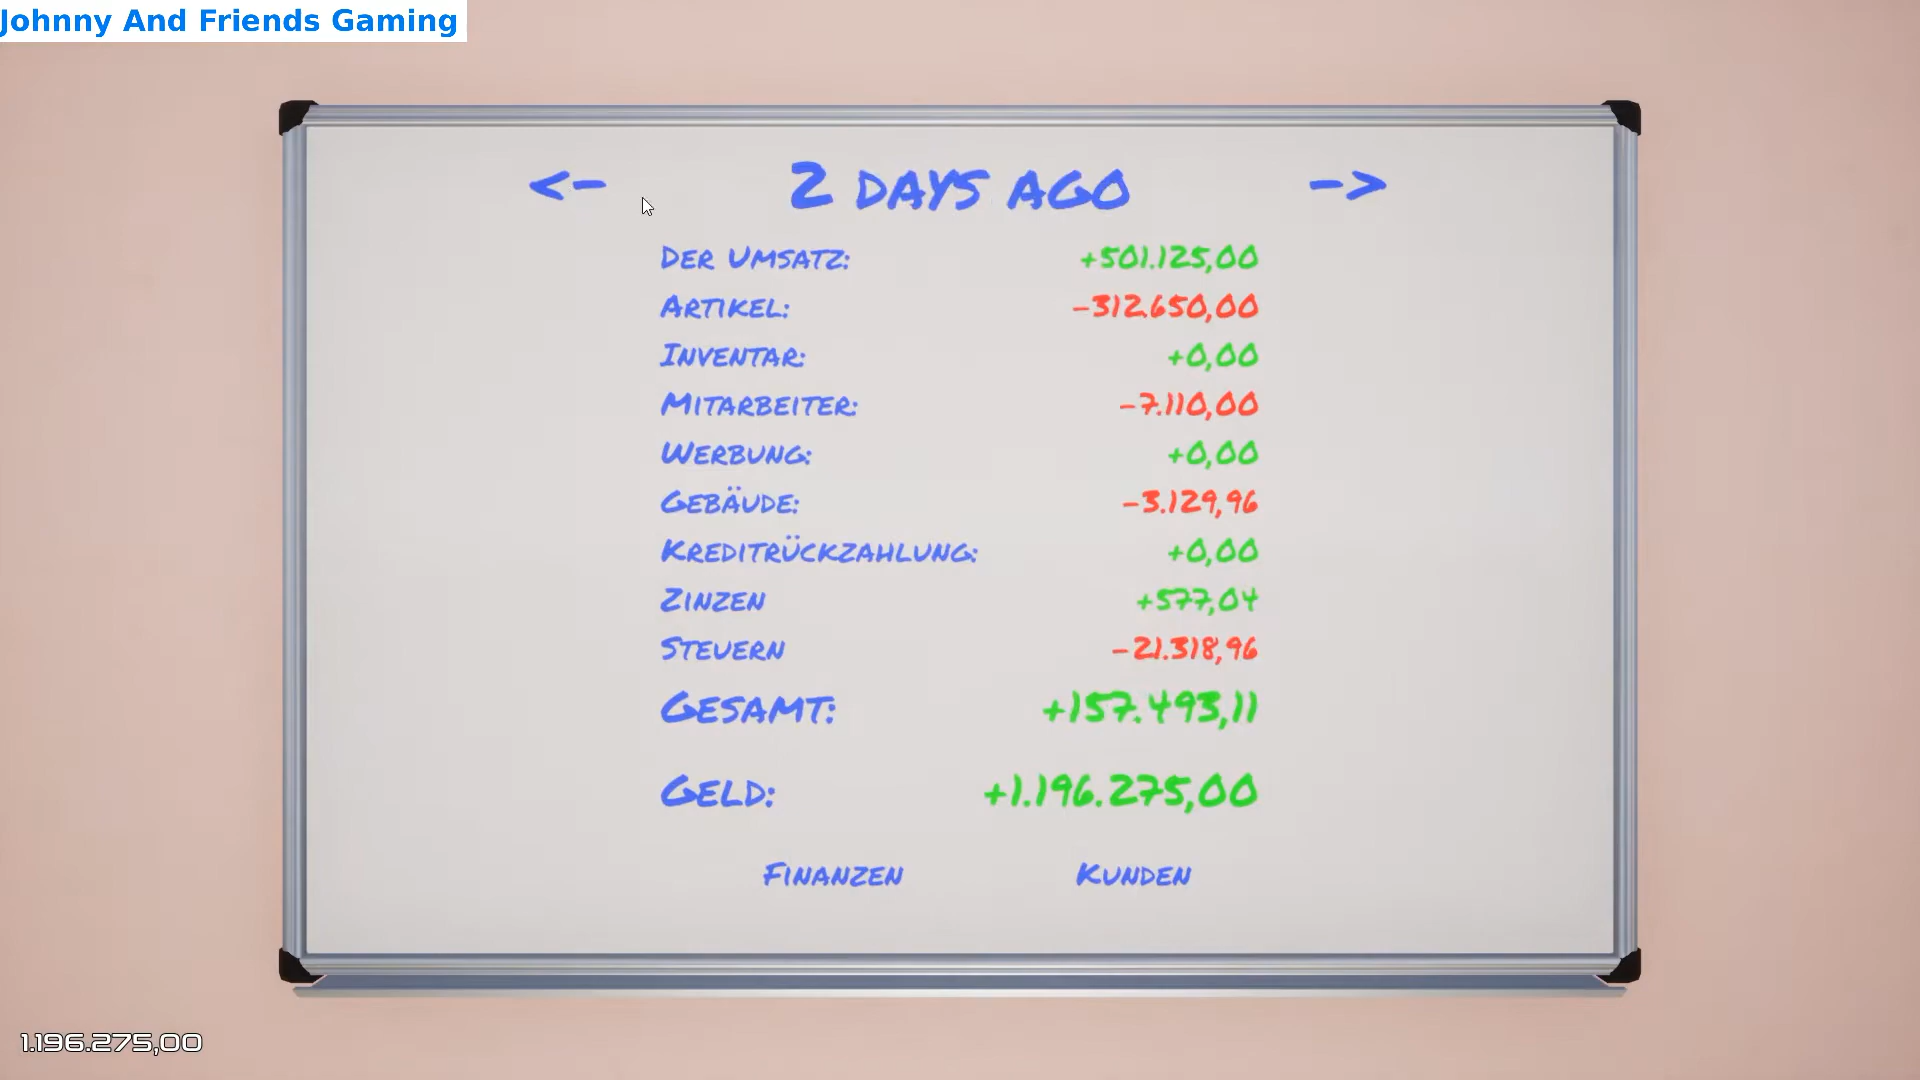 Johnny And Friends Gaming
<- 2 DAYS AGO ->
DER UMSATZ: +501.125,00
ARTIKEL: -312.650,00
INVENTAR: +0,00
MITARBEITER: -7.110,00
WERBUNG: +0,00
GEBÄUDE: -3.129,96
KREDITRÜCKZAHLUNG: +0,00
ZINZEN +577,04
STEUERN -21.318,96
GESAMT: +157.493,11
GELD: +1.196.275,00
FINANZEN KUNDEN
1.196.275,00